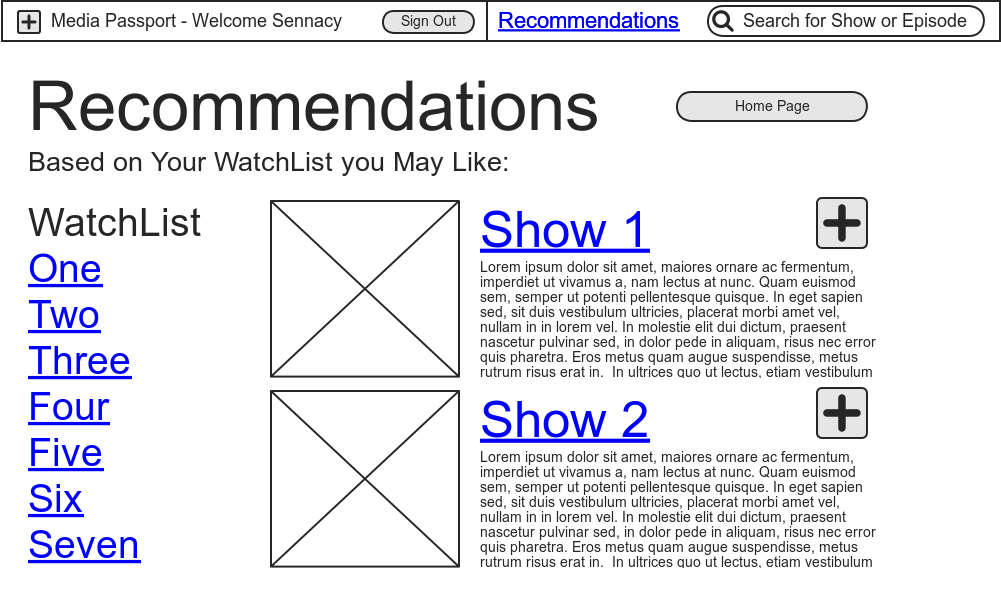 Media Passport - Welcome Sennacy
Sign Out
Recommendations
Search for Show or Episode
Recommendations
Home Page
Based on Your WatchList you May Like:
WatchList
One
Two
Three
Four
Five
Six
Seven
Show 1
Lorem ipsum dolor sit amet, maiores ornare ac fermentum,
imperdiet ut vivamus a, nam lectus at nunc. Quam euismod
sem, semper ut potenti pellentesque quisque. In eget sapien
sed, sit duis vestibulum ultricies, placerat morbi amet vel,
nullam in in lorem vel. In molestie elit dui dictum, praesent
nascetur pulvinar sed, in dolor pede in aliquam, risus nec error
quis pharetra. Eros metus quam augue suspendisse, metus
rutrum risus erat in.  In ultrices quo ut lectus, etiam vestibulum
Show 2
Lorem ipsum dolor sit amet, maiores ornare ac fermentum,
imperdiet ut vivamus a, nam lectus at nunc. Quam euismod
sem, semper ut potenti pellentesque quisque. In eget sapien
sed, sit duis vestibulum ultricies, placerat morbi amet vel,
nullam in in lorem vel. In molestie elit dui dictum, praesent
nascetur pulvinar sed, in dolor pede in aliquam, risus nec error
quis pharetra. Eros metus quam augue suspendisse, metus
rutrum risus erat in.  In ultrices quo ut lectus, etiam vestibulum